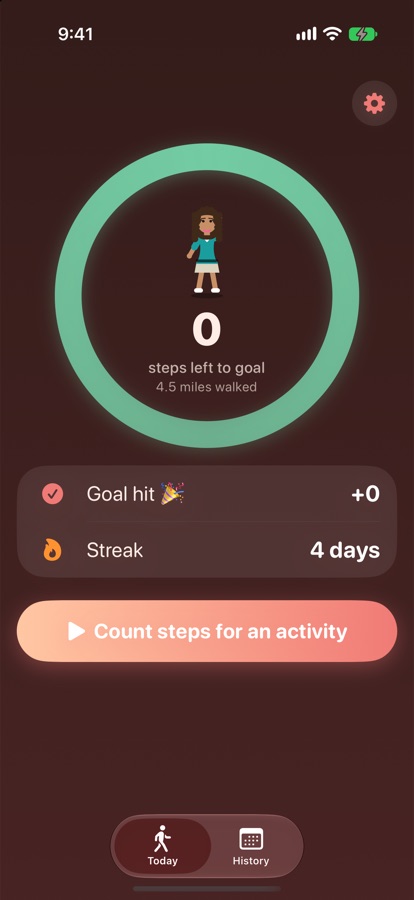 9:41
0
steps left to goal
4.5 miles walked
Goal hit 🎉 +0
Streak 4 days
Count steps for an activity
Today History